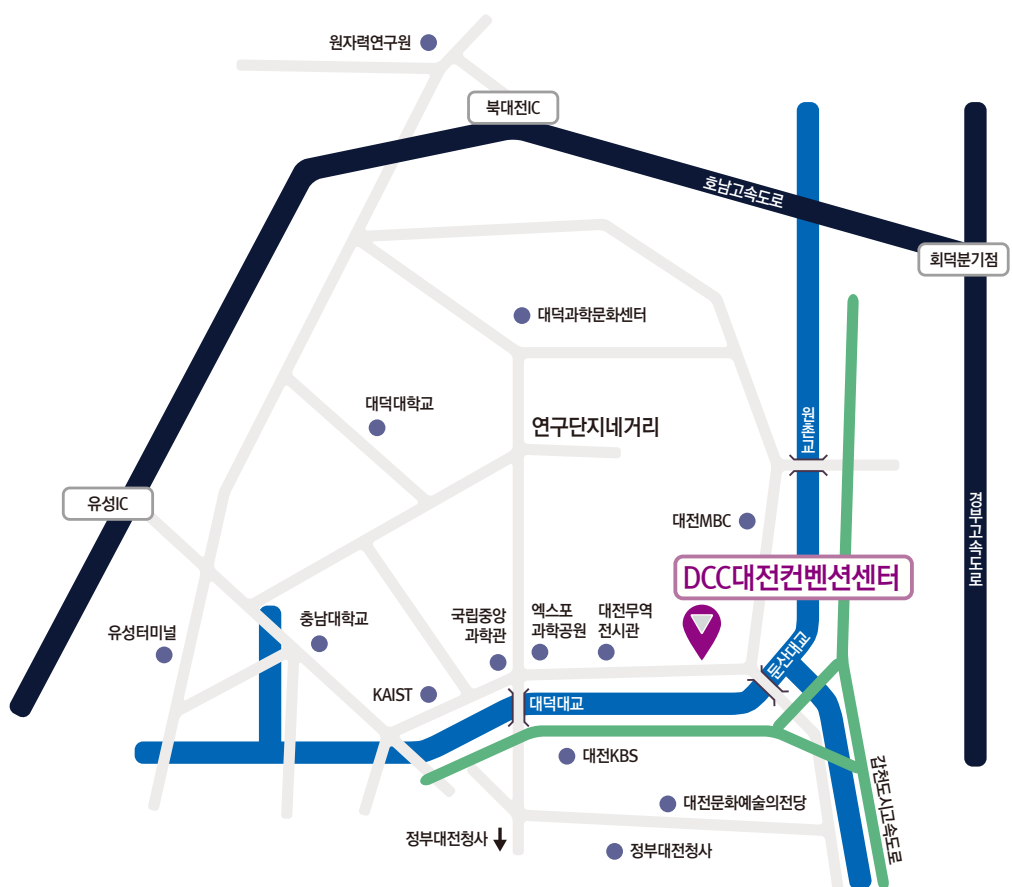 원자력연구원
북대전IC
호남고속도로
회덕분기점
대덕과학문화센터
대덕대학교
원촌교
연구단지네거리
유성IC
경부고속도로
대전MBC
DCC대전컨벤션센터
유성터미널
충남대학교
국립중앙
과학관
엑스포
과학공원
대전무역
전시관
둔산대교
KAIST
대덕대교
대전KBS
갑천도시고속도로
대전문화예술의전당
정부대전청사
정부대전청사